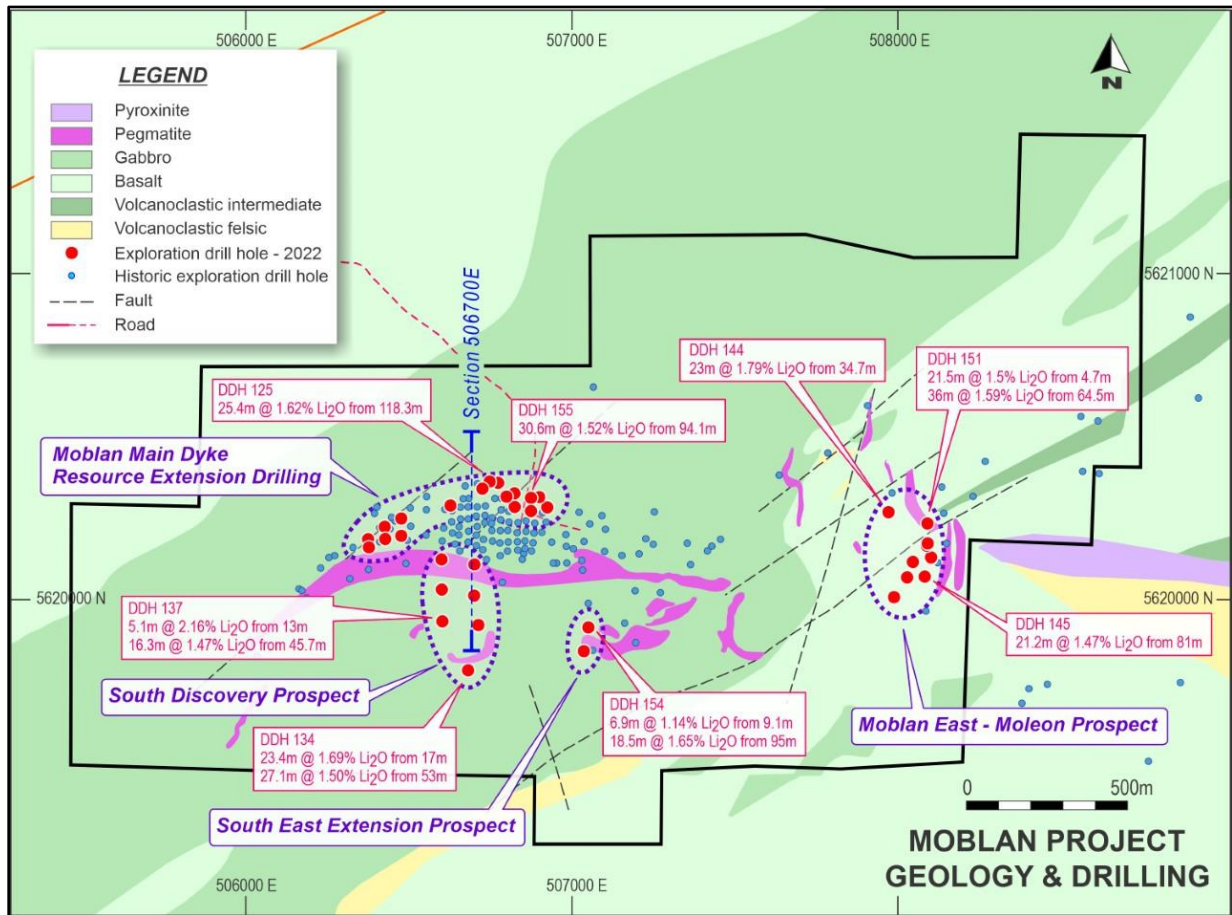 506000 E
507000 E
508000 E
LEGEND
Pyroxinite
Pegmatite
Gabbro
Basalt
Volcanoclastic intermediate
Volcanoclastic felsic
Exploration drill hole - 2022
Historic exploration drill hole
Fault
Road
N
5621000 N
Section 506700E
DDH 144
23m @ 1.79% Li2O from 34.7m
DDH 151
21.5m @ 1.5% Li2O from 4.7m
36m @ 1.59% Li2O from 64.5m
DDH 125
25.4m @ 1.62% Li2O from 118.3m
DDH 155
30.6m @ 1.52% Li2O from 94.1m
Moblan Main Dyke
Resource Extension Drilling
5620000 N
5620000 N
DDH 137
5.1m @ 2.16% Li2O from 13m
16.3m @ 1.47% Li2O from 45.7m
DDH 145
21.2m @ 1.47% Li2O from 81m
South Discovery Prospect
DDH 154
6.9m @ 1.14% Li2O from 9.1m
18.5m @ 1.65% Li2O from 95m
Moblan East - Moleon Prospect
DDH 134
23.4m @ 1.69% Li2O from 17m
27.1m @ 1.50% Li2O from 53m
South East Extension Prospect
0
500m
MOBLAN PROJECT
GEOLOGY & DRILLING
506000 E
507000 E
508000 E